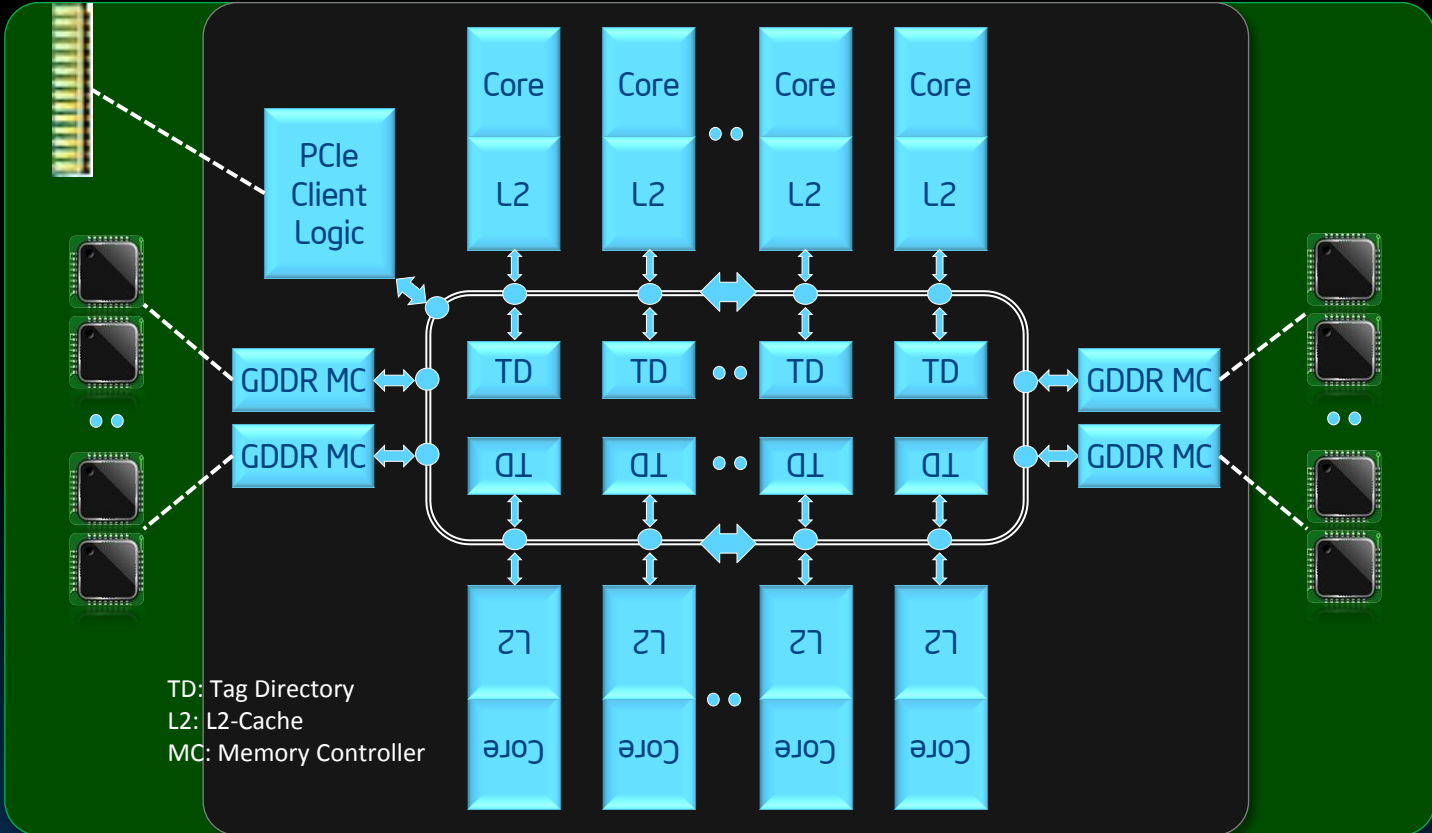 Core Core Core Core
PCIe
Client
Logic
L2 L2 L2 L2
GDDR MC TD TD TD TD GDDR MC
GDDR MC TD TD TD TD GDDR MC
L2 L2 L2 L2
TD: Tag Directory
L2: L2-Cache
MC: Memory Controller
Core Core Core Core